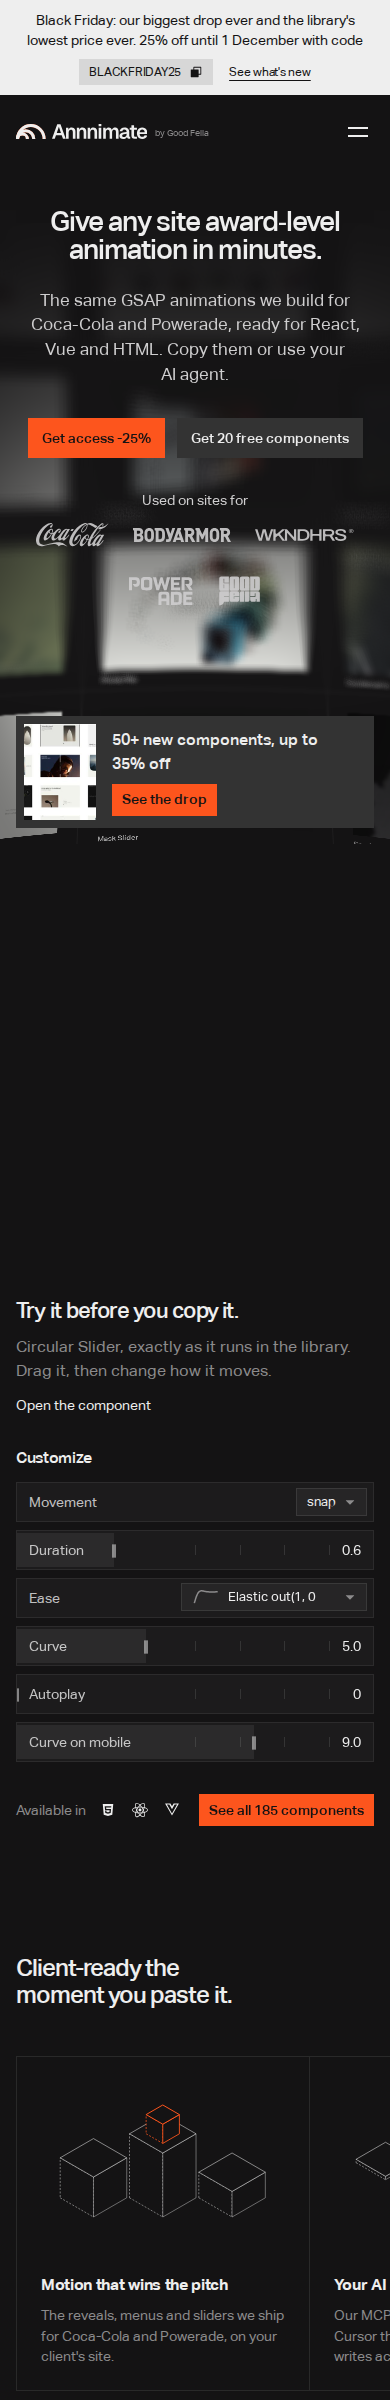 Black Friday: our biggest drop ever and the library's
lowest price ever. 25% off until 1 December with code
BLACKFRIDAY25
See what's new
Annnimate by Good Fella
Give any site award-level
animation in minutes.
The same GSAP animations we build for
Coca-Cola and Powerade, ready for React,
Vue and HTML. Copy them or use your
AI agent.
Get access -25%
Get 20 free components
Used on sites for
Coca-Cola
BODYARMOR
WKNDHRS®
POWER
ADE
GOOD
Fella
50+ new components, up to
35% off
See the drop
Mask Slider
Try it before you copy it.
Circular Slider, exactly as it runs in the library.
Drag it, then change how it moves.
Open the component
Customize
Movement
snap
Duration
0.6
Ease
Elastic out(1, 0
Curve
5.0
Autoplay
0
Curve on mobile
9.0
Available in
See all 185 components
Client-ready the
moment you paste it.
Motion that wins the pitch
The reveals, menus and sliders we ship
for Coca-Cola and Powerade, on your
client's site.
Your AI
Our MCP
Cursor th
writes ac